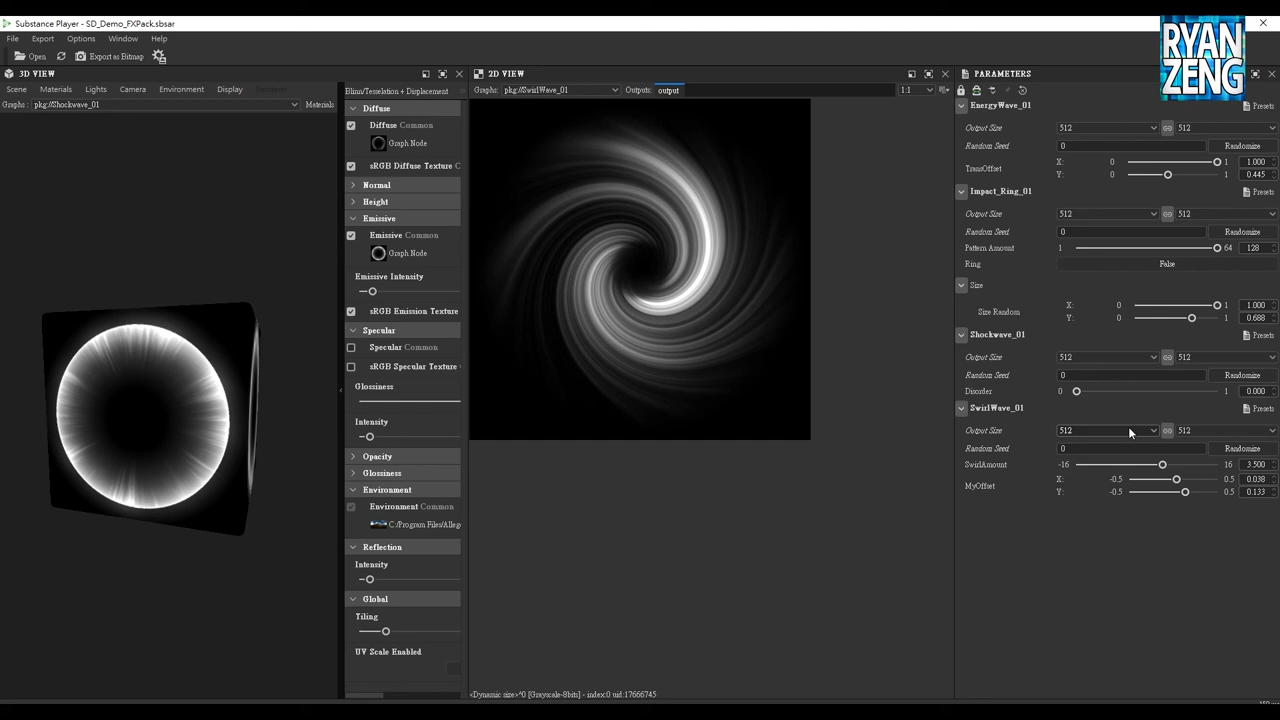 Substance Player - SD_Demo_FXPack.sbsar
File Export Options Window Help
Open Export as Bitmap
RYAN
ZENG
3D VIEW
Scene Materials Lights Camera Environment Display Renderer
Graphs: pkg://Shockwave_01 Materials
Blinn/Tesselation + Displacement
Diffuse
Diffuse Common
Graph Node
sRGB Diffuse Texture C
Normal
Height
Emissive
Emissive Common
Graph Node
Emissive Intensity
sRGB Emission Texture
Specular
Specular Common
sRGB Specular Texture
Glossiness
Intensity
Opacity
Glossiness
Environment
Environment Common
C:/Program Files/Allego
Reflection
Intensity
Global
Tiling
UV Scale Enabled
2D VIEW
Graphs: pkg://SwirlWave_01 Outputs: output 1:1
<Dynamic size>^0 [Grayscale-8bits] - index:0 uid:17666745
PARAMETERS
EnergyWave_01 Presets
Output Size 512 512
Random Seed 0 Randomize
TransOffset X: 0 1 1.000
Y: 0 1 0.445
Impact_Ring_01 Presets
Output Size 512 512
Random Seed 0 Randomize
Pattern Amount 1 64 128
Ring False
Size
Size Random X: 0 1 1.000
Y: 0 1 0.688
Shockwave_01 Presets
Output Size 512 512
Random Seed 0 Randomize
Disorder 0 1 0.000
SwirlWave_01 Presets
Output Size 512 512
Random Seed 0 Randomize
SwirlAmount -16 16 3.500
MyOffset X: -0.5 0.5 0.038
Y: -0.5 0.5 0.133